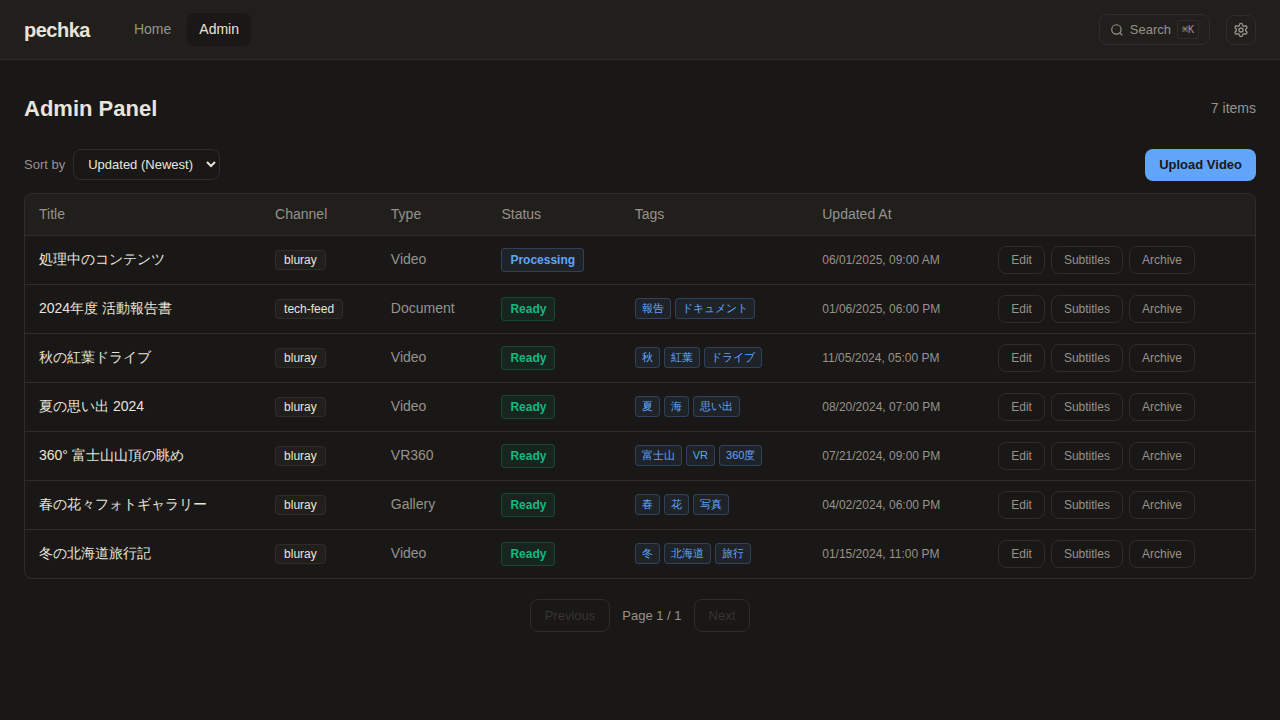 pechka Home Admin Search ⌘K
Admin Panel 7 items
Sort by Updated (Newest) Upload Video
Title Channel Type Status Tags Updated At
処理中のコンテンツ bluray Video Processing 06/01/2025, 09:00 AM Edit Subtitles Archive
2024年度 活動報告書 tech-feed Document Ready 報告 ドキュメント 01/06/2025, 06:00 PM Edit Subtitles Archive
秋の紅葉ドライブ bluray Video Ready 秋 紅葉 ドライブ 11/05/2024, 05:00 PM Edit Subtitles Archive
夏の思い出 2024 bluray Video Ready 夏 海 思い出 08/20/2024, 07:00 PM Edit Subtitles Archive
360° 富士山山頂の眺め bluray VR360 Ready 富士山 VR 360度 07/21/2024, 09:00 PM Edit Subtitles Archive
春の花々フォトギャラリー bluray Gallery Ready 春 花 写真 04/02/2024, 06:00 PM Edit Subtitles Archive
冬の北海道旅行記 bluray Video Ready 冬 北海道 旅行 01/15/2024, 11:00 PM Edit Subtitles Archive
Previous Page 1 / 1 Next